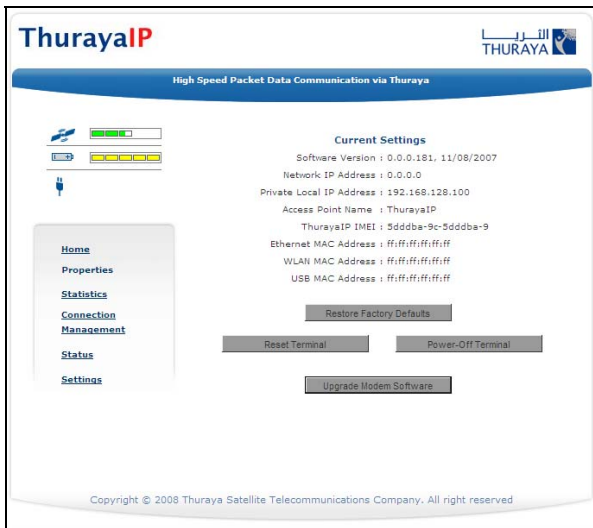 ThurayaIP
الثريا
THURAYA
High Speed Packet Data Communication via Thuraya
Current Settings
Software Version : 0.0.0.181, 11/08/2007
Network IP Address : 0.0.0.0
Private Local IP Address : 192.168.128.100
Access Point Name : ThurayaIP
ThurayaIP IMEI : 5dddba-9c-5dddba-9
Ethernet MAC Address : ff:ff:ff:ff:ff:ff
WLAN MAC Address : ff:ff:ff:ff:ff:ff
USB MAC Address : ff:ff:ff:ff:ff:ff
Home
Properties
Statistics
Connection
Management
Status
Settings
Restore Factory Defaults
Reset Terminal
Power-Off Terminal
Upgrade Modem Software
Copyright © 2008 Thuraya Satellite Telecommunications Company. All right reserved